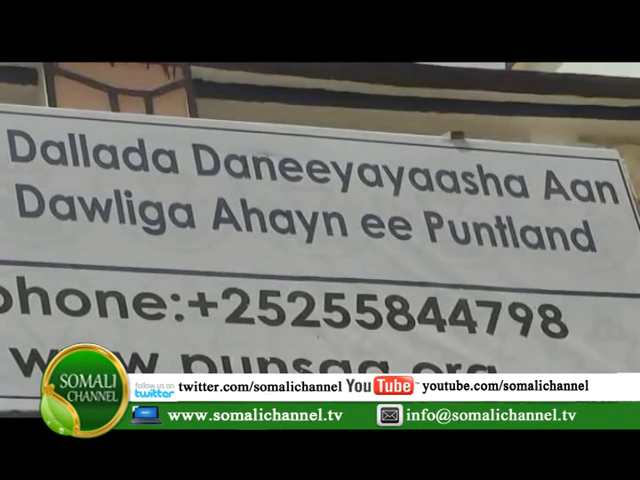 Dallada Daneeyayaasha Aan
Dawliga Ahayn ee Puntland
phone:+25255844798
SOMALI
CHANNEL
follow us on
twitter
twitter.com/somalichannel
YouTube
youtube.com/somalichannel
www.somalichannel.tv
info@somalichannel.tv